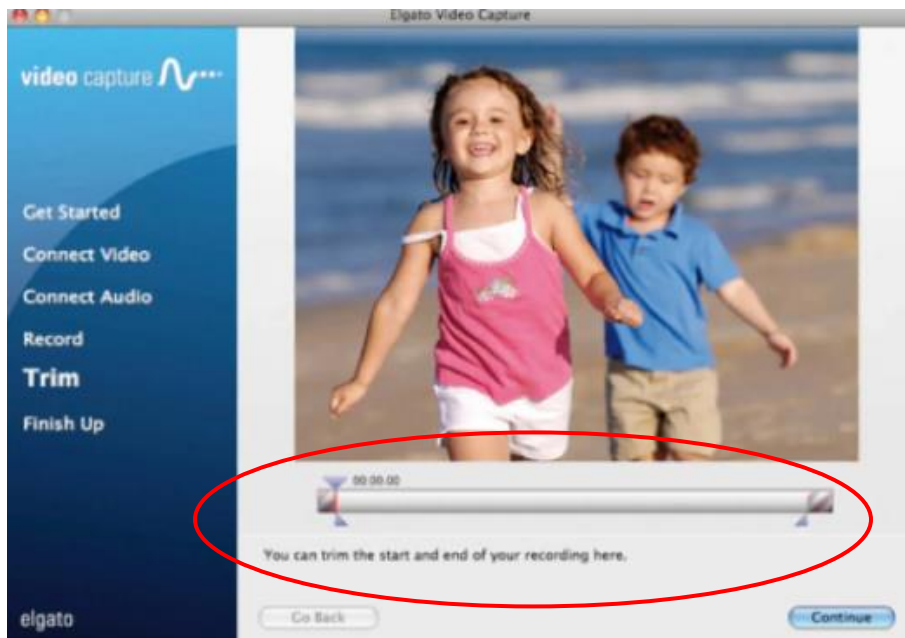 Elgato Video Capture
video capture
Get Started
Connect Video
Connect Audio
Record
Trim
Finish Up
00:00:00
You can trim the start and end of your recording here.
elgato
Go Back
Continue